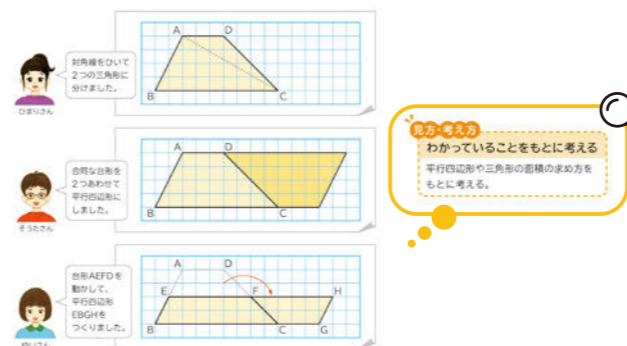 A D
対角線をひいて
2つの三角形に
分けました。
B C
ひまりさん
A D
合同な台形を
2つあわせて
平行四辺形に
しました。
B C
そうたさん
A D
台形AEFDを
動かして、
平行四辺形
EBGHを
つくりました。
E F H
B C G
ゆいさん
見方・考え方
わかっていることをもとに考える
平行四辺形や三角形の面積の求め方を
もとに考える。